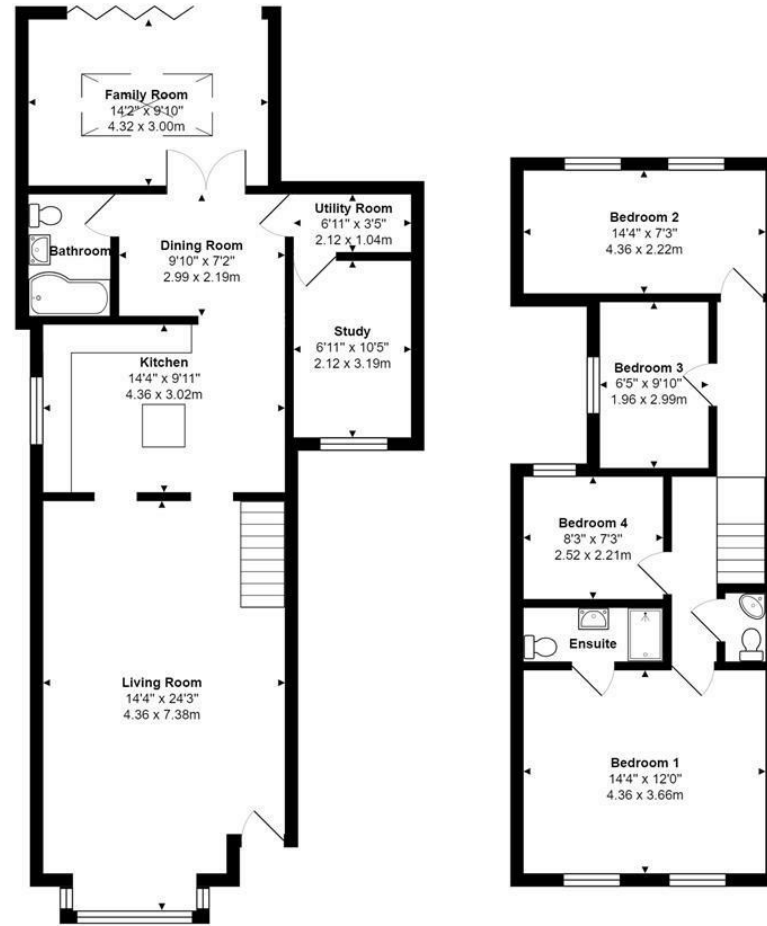 Family Room
14'2" x 9'10"
4.32 x 3.00m
Utility Room
6'11" x 3'5"
2.12 x 1.04m
Bathroom
Dining Room
9'10" x 7'2"
2.99 x 2.19m
Study
6'11" x 10'5"
2.12 x 3.19m
Kitchen
14'4" x 9'11"
4.36 x 3.02m
Living Room
14'4" x 24'3"
4.36 x 7.38m
Bedroom 2
14'4" x 7'3"
4.36 x 2.22m
Bedroom 3
6'5" x 9'10"
1.96 x 2.99m
Bedroom 4
8'3" x 7'3"
2.52 x 2.21m
Ensuite
Bedroom 1
14'4" x 12'0"
4.36 x 3.66m